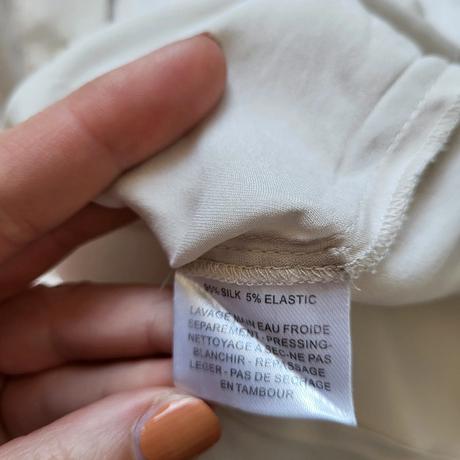 95% SILK 5% ELASTIC
LAVAGE MAIN EAU FROIDE
SEPAREMENT - PRESSING-
NETTOYAGE A SEC-NE PAS
BLANCHIR - REPASSAGE
LEGER - PAS DE SECHAGE
EN TAMBOUR